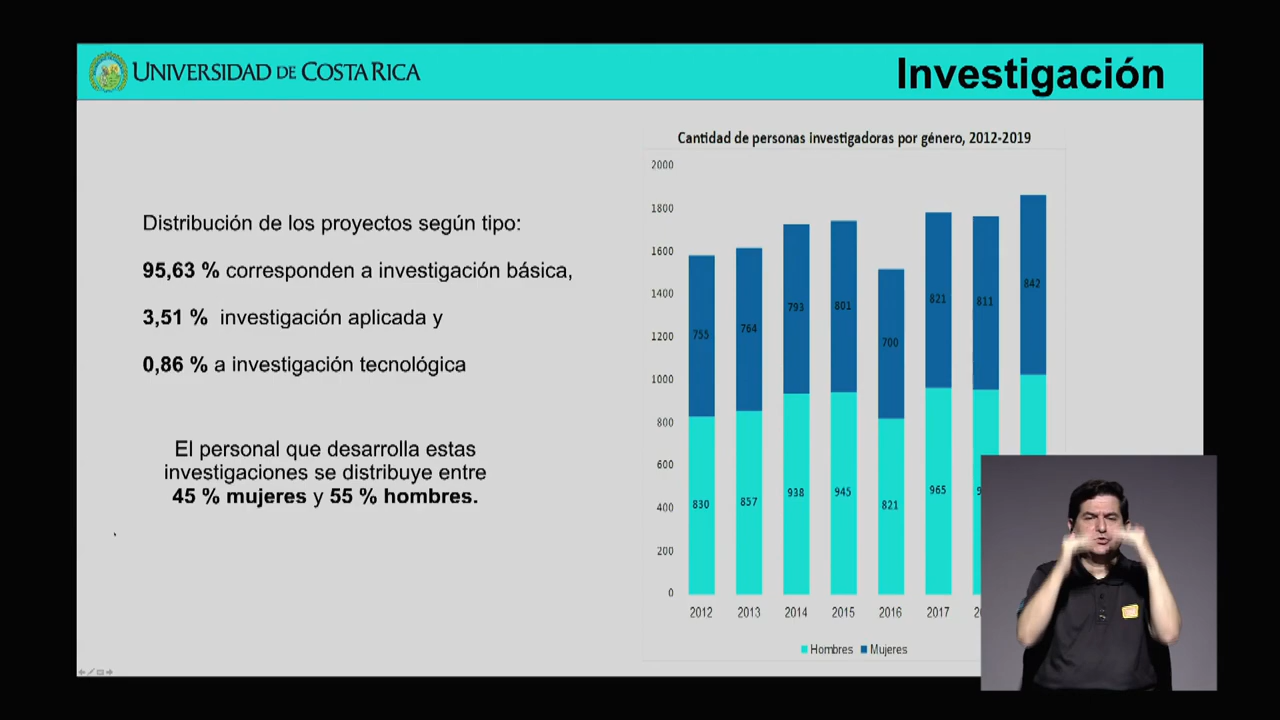 UNIVERSIDAD DE COSTA RICA
Investigación
Distribución de los proyectos según tipo:
95,63 % corresponden a investigación básica,
3,51 % investigación aplicada y
0,86 % a investigación tecnológica
El personal que desarrolla estas
investigaciones se distribuye entre
45 % mujeres y 55 % hombres.
Cantidad de personas investigadoras por género, 2012-2019
2000
1800
1600
1400
1200
1000
800
600
400
200
0
755 764 793 801 700 821 811 842
830 857 938 945 821 965
2012 2013 2014 2015 2016 2017
Hombres Mujeres